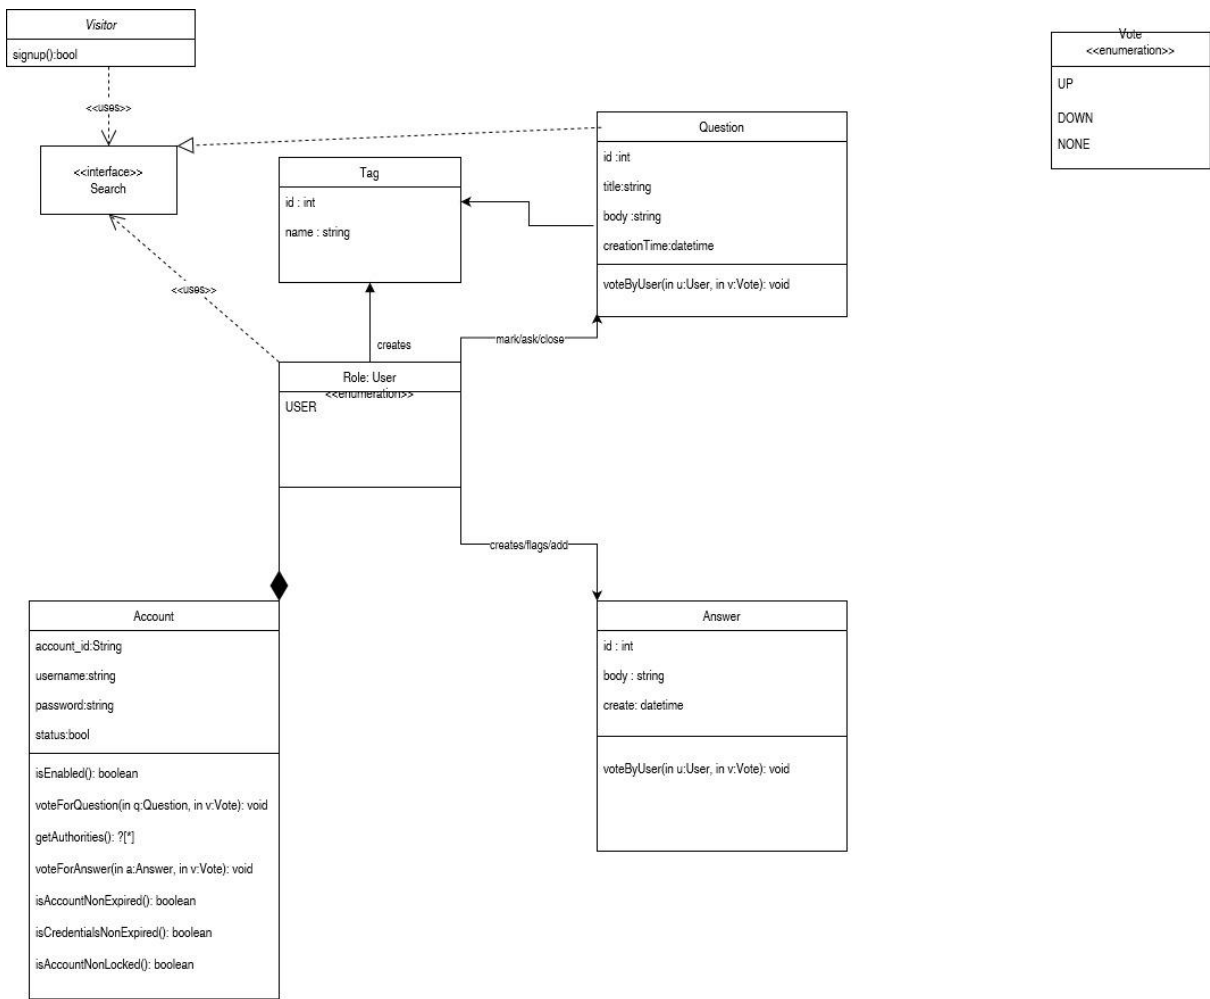 Visitor
signup():bool
<<uses>>
<<interface>>
Search
Vote
<<enumeration>>
UP
DOWN
NONE
Question
id :int
title:string
body :string
creationTime:datetime
voteByUser(in u:User, in v:Vote): void
Tag
id : int
name : string
<<uses>>
creates
mark/ask/close
Role: User
<<enumeration>>
USER
creates/flags/add
Account
account_id:String
username:string
password:string
status:bool
isEnabled(): boolean
voteForQuestion(in q:Question, in v:Vote): void
getAuthorities(): ?[*]
voteForAnswer(in a:Answer, in v:Vote): void
isAccountNonExpired(): boolean
isCredentialsNonExpired(): boolean
isAccountNonLocked(): boolean
Answer
id : int
body : string
create: datetime
voteByUser(in u:User, in v:Vote): void